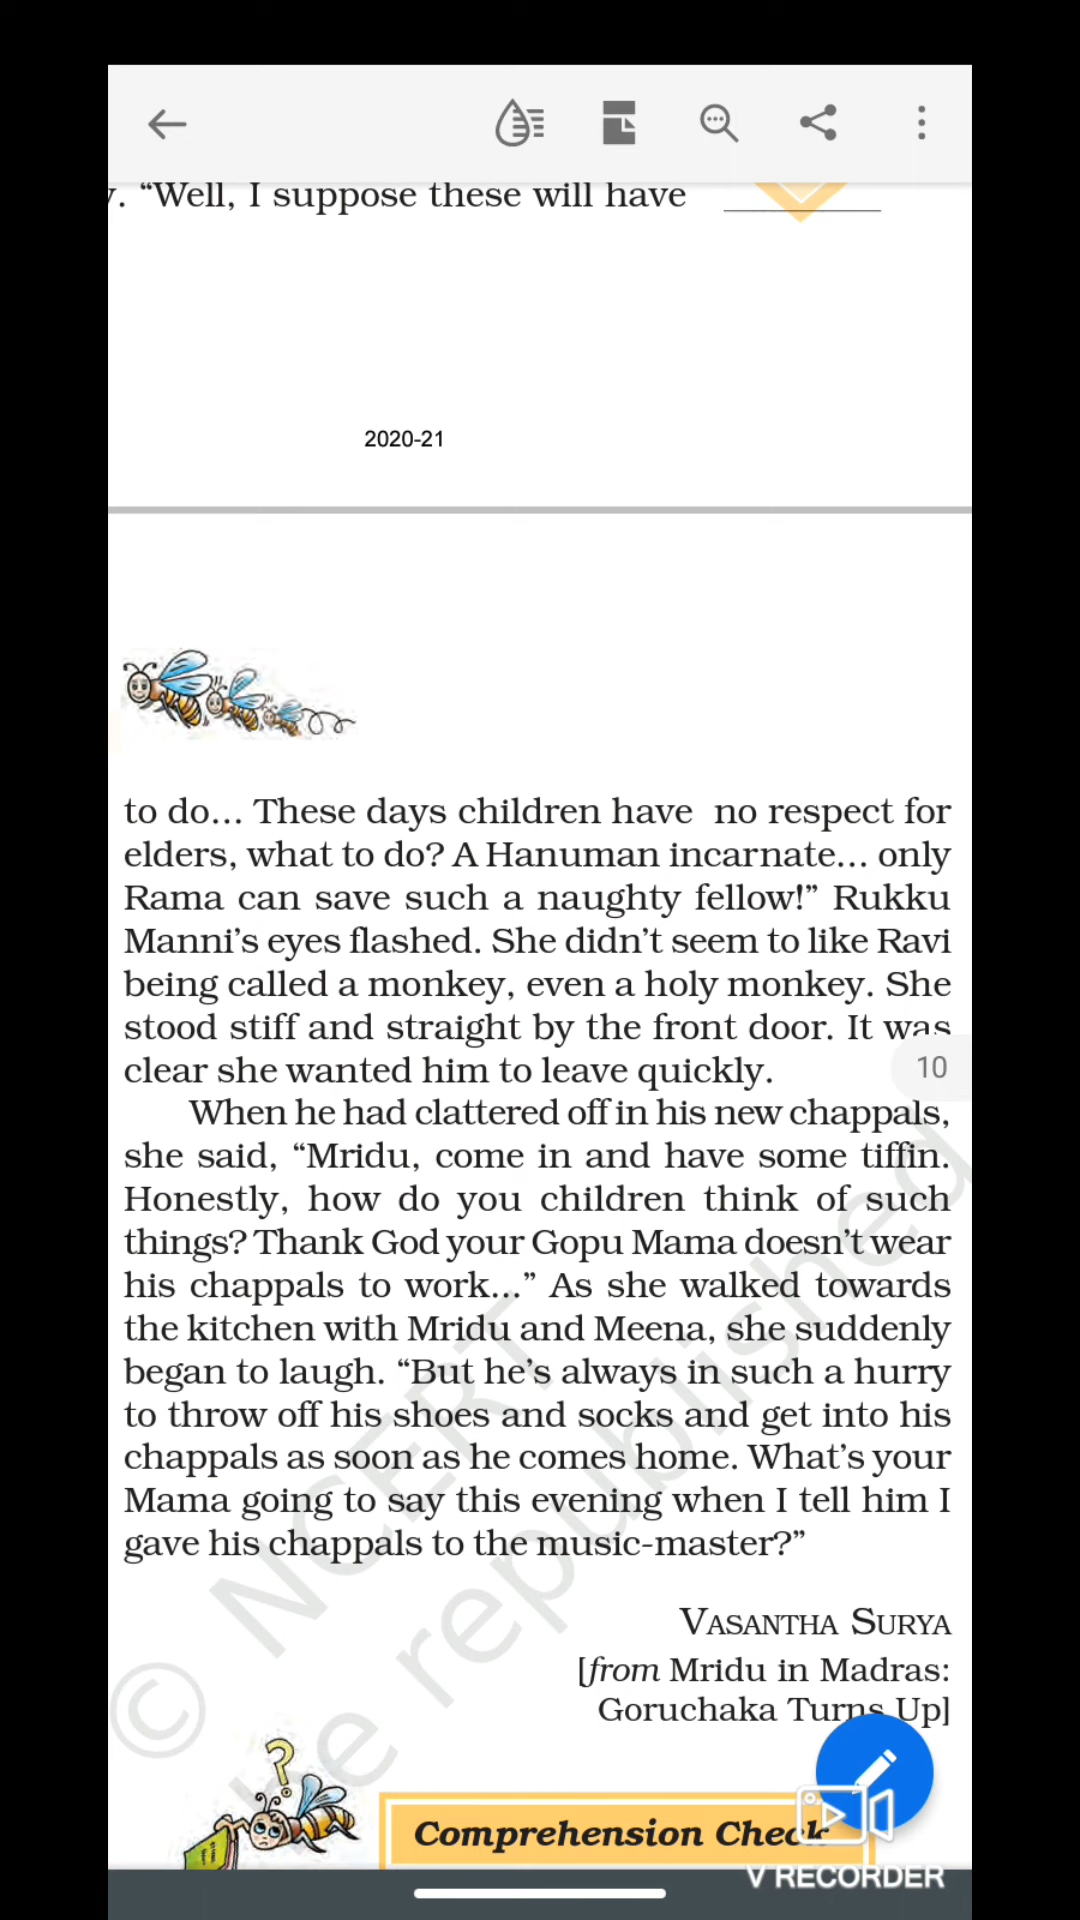 . “Well, I suppose these will have
2020-21
to do... These days children have no respect for
elders, what to do? A Hanuman incarnate... only
Rama can save such a naughty fellow!” Rukku
Manni’s eyes flashed. She didn’t seem to like Ravi
being called a monkey, even a holy monkey. She
stood stiff and straight by the front door. It was
clear she wanted him to leave quickly.
10
When he had clattered off in his new chappals,
she said, “Mridu, come in and have some tiffin.
Honestly, how do you children think of such
things? Thank God your Gopu Mama doesn’t wear
his chappals to work...” As she walked towards
the kitchen with Mridu and Meena, she suddenly
began to laugh. “But he’s always in such a hurry
to throw off his shoes and socks and get into his
chappals as soon as he comes home. What’s your
Mama going to say this evening when I tell him I
gave his chappals to the music-master?”
VASANTHA SURYA
[from Mridu in Madras:
Goruchaka Turns Up]
© NCERT
be republished
Comprehension Check
V RECORDER